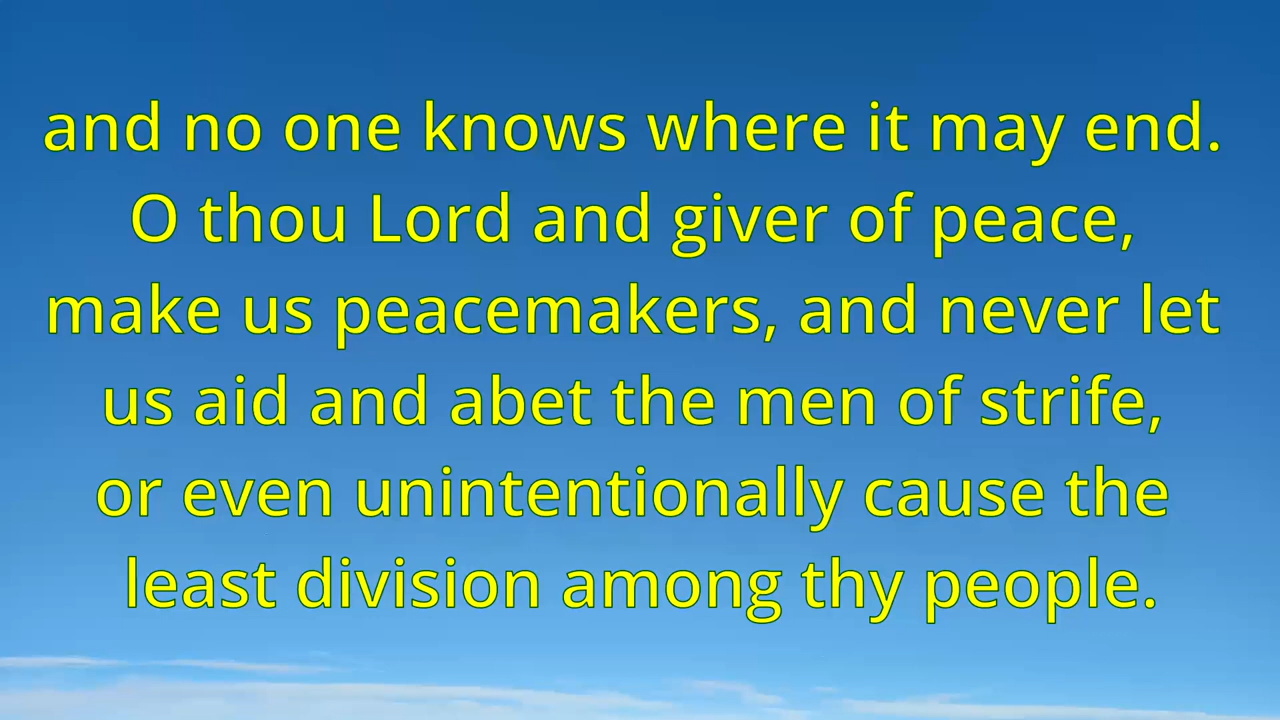 and no one knows where it may end.
O thou Lord and giver of peace,
make us peacemakers, and never let
us aid and abet the men of strife,
or even unintentionally cause the
least division among thy people.